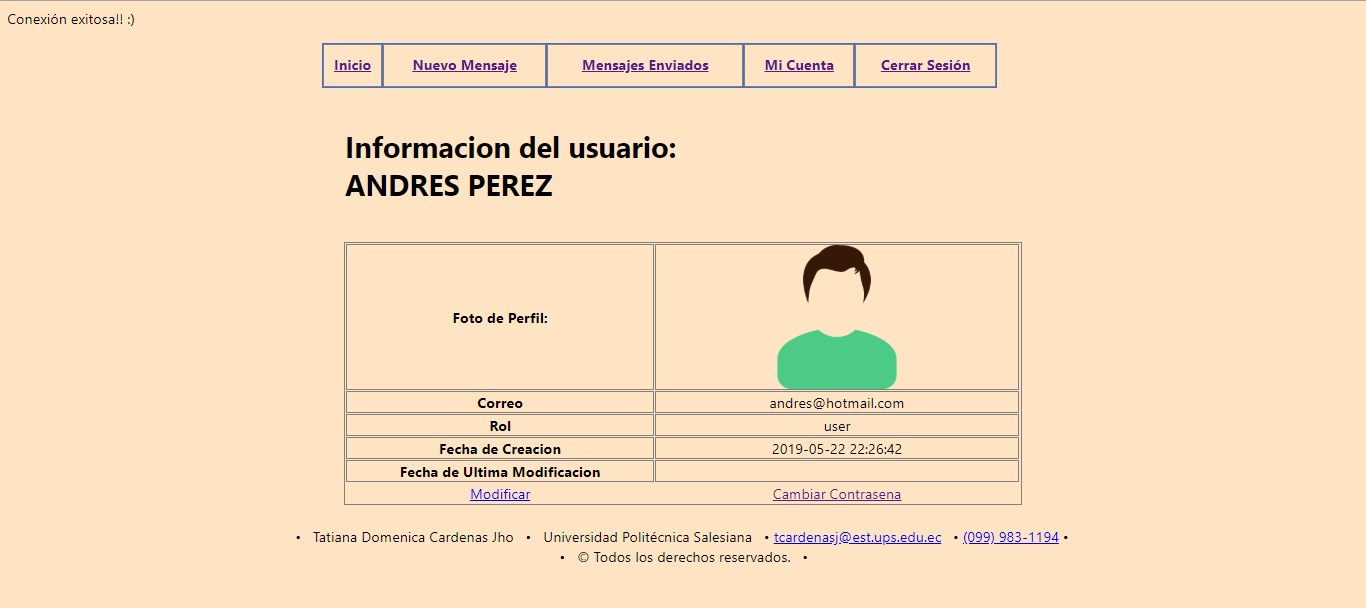 Conexión exitosa!! :)
Inicio Nuevo Mensaje Mensajes Enviados Mi Cuenta Cerrar Sesión
Informacion del usuario:
ANDRES PEREZ
Foto de Perfil:
Correo andres@hotmail.com
Rol user
Fecha de Creacion 2019-05-22 22:26:42
Fecha de Ultima Modificacion
Modificar Cambiar Contrasena
• Tatiana Domenica Cardenas Jho • Universidad Politécnica Salesiana • tcardenasj@est.ups.edu.ec • (099) 983-1194 •
• © Todos los derechos reservados. •